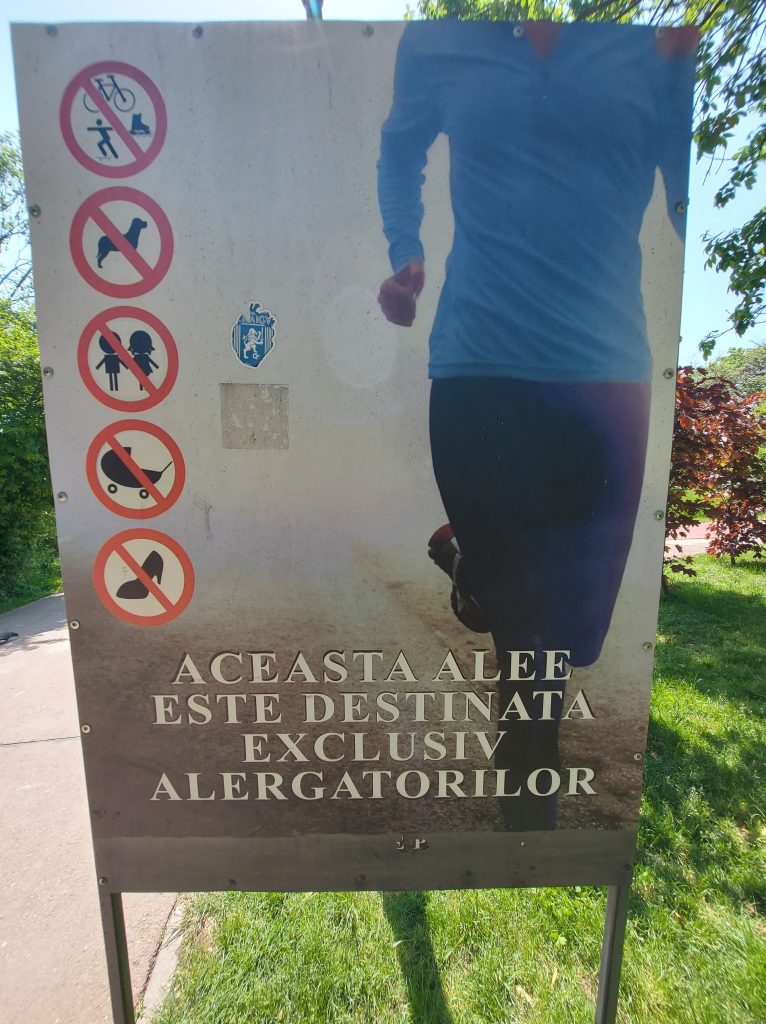 ACEASTA ALEE
ESTE DESTINATA
EXCLUSIV
ALERGATORILOR